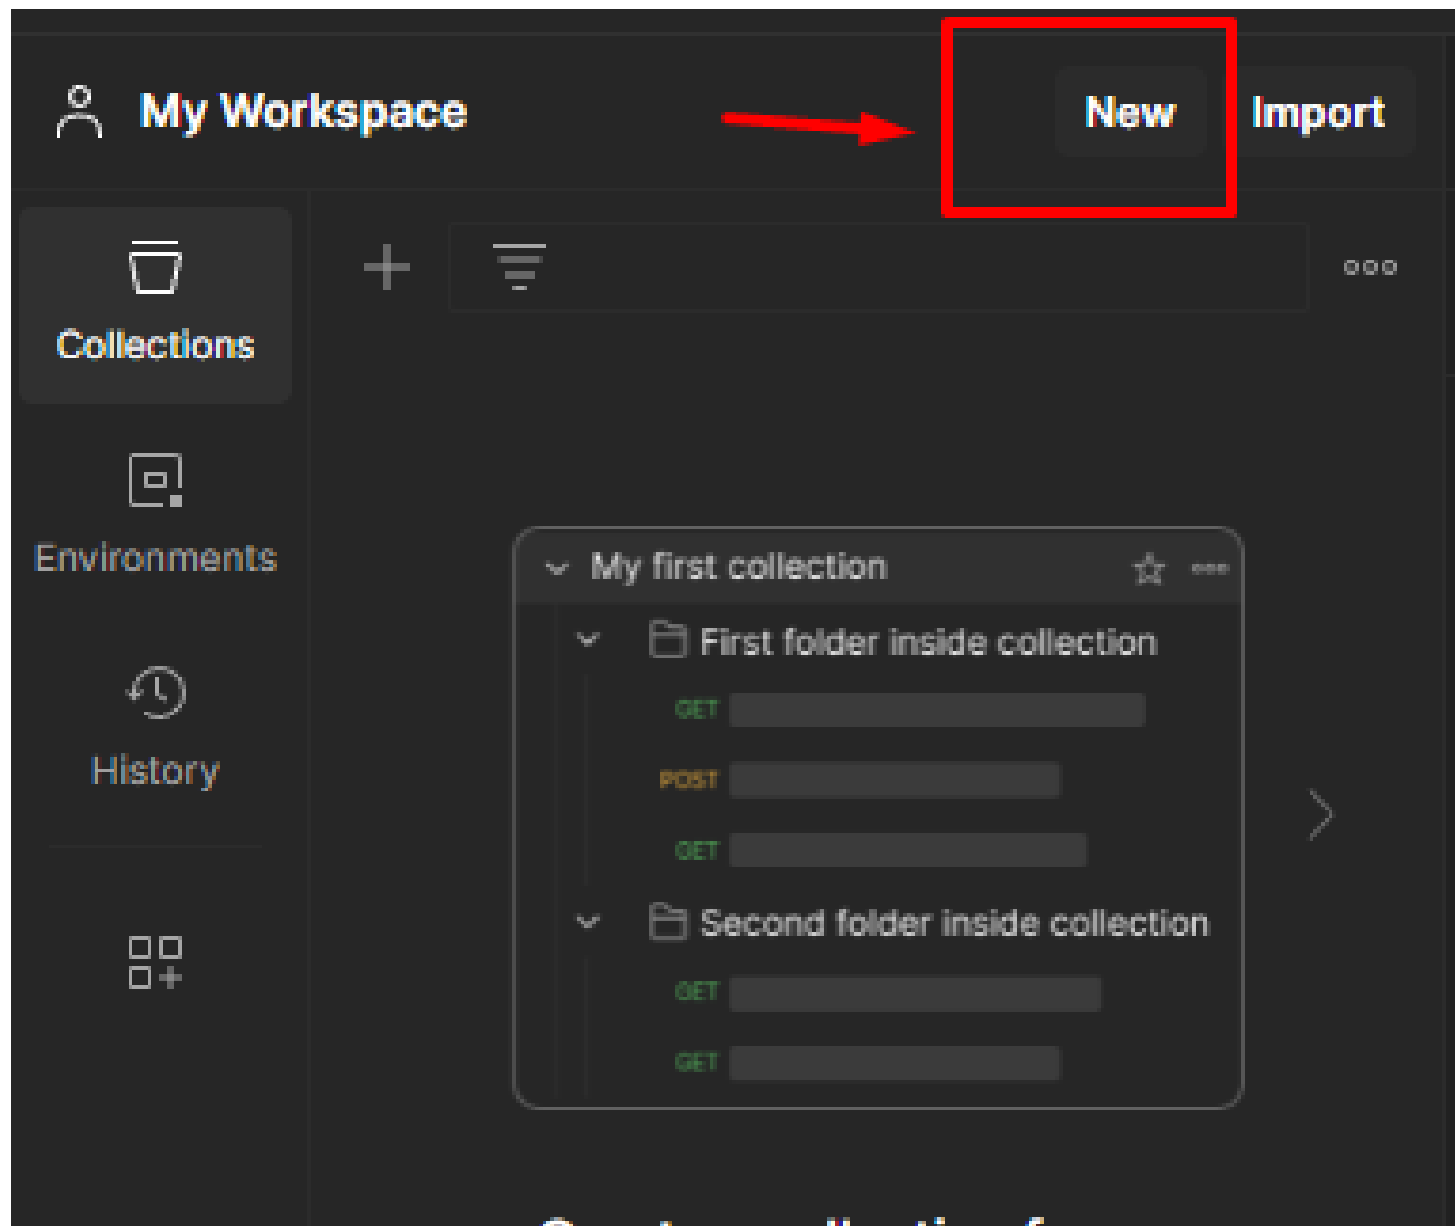 My Workspace
New
Import
Collections
Environments
History
My first collection
First folder inside collection
GET
POST
GET
Second folder inside collection
GET
GET